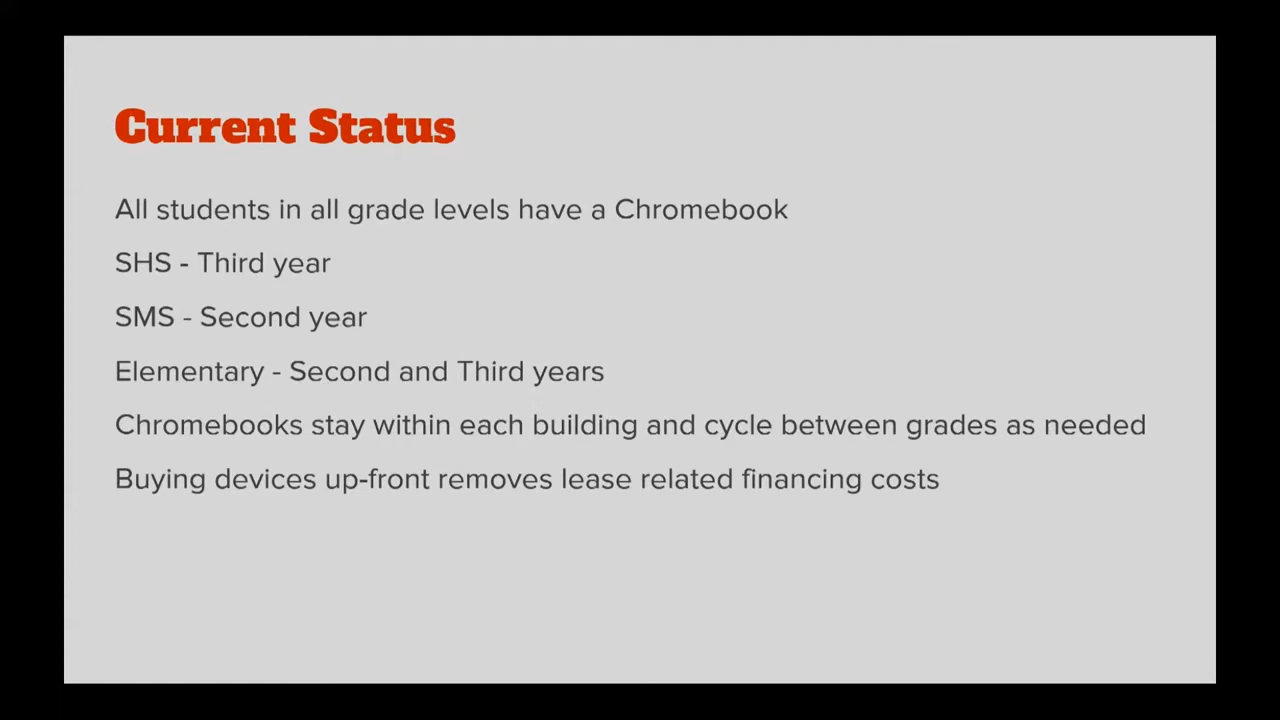 Current Status
All students in all grade levels have a Chromebook
SHS - Third year
SMS - Second year
Elementary - Second and Third years
Chromebooks stay within each building and cycle between grades as needed
Buying devices up-front removes lease related financing costs